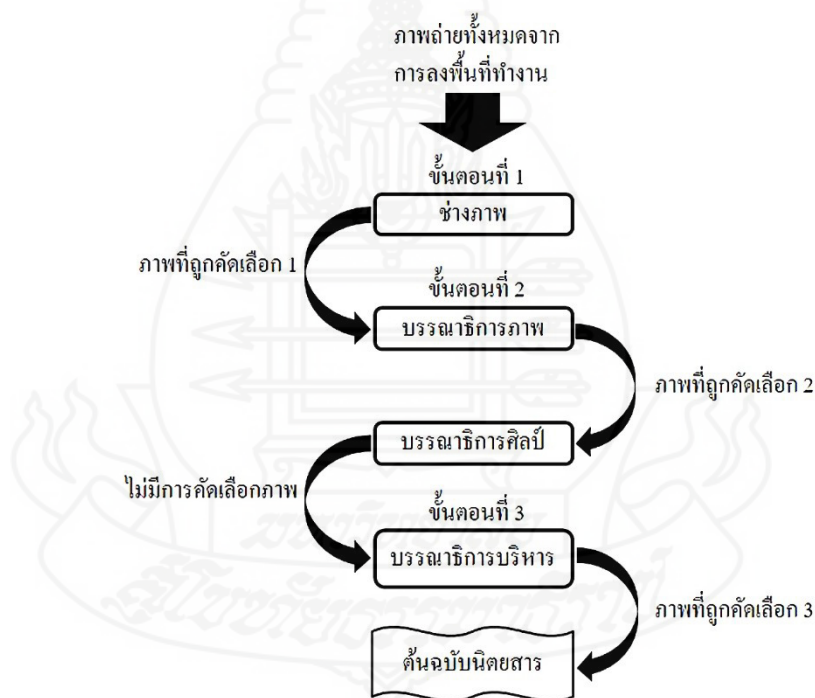 ภาพถ่ายทั้งหมดจาก
การลงพื้นที่ทำงาน
ขั้นตอนที่ 1
ช่างภาพ
ภาพที่ถูกคัดเลือก 1
ขั้นตอนที่ 2
บรรณาธิการภาพ
ภาพที่ถูกคัดเลือก 2
บรรณาธิการศิลป์
ไม่มีการคัดเลือกภาพ
ขั้นตอนที่ 3
บรรณาธิการบริหาร
ภาพที่ถูกคัดเลือก 3
ต้นฉบับนิตยสาร